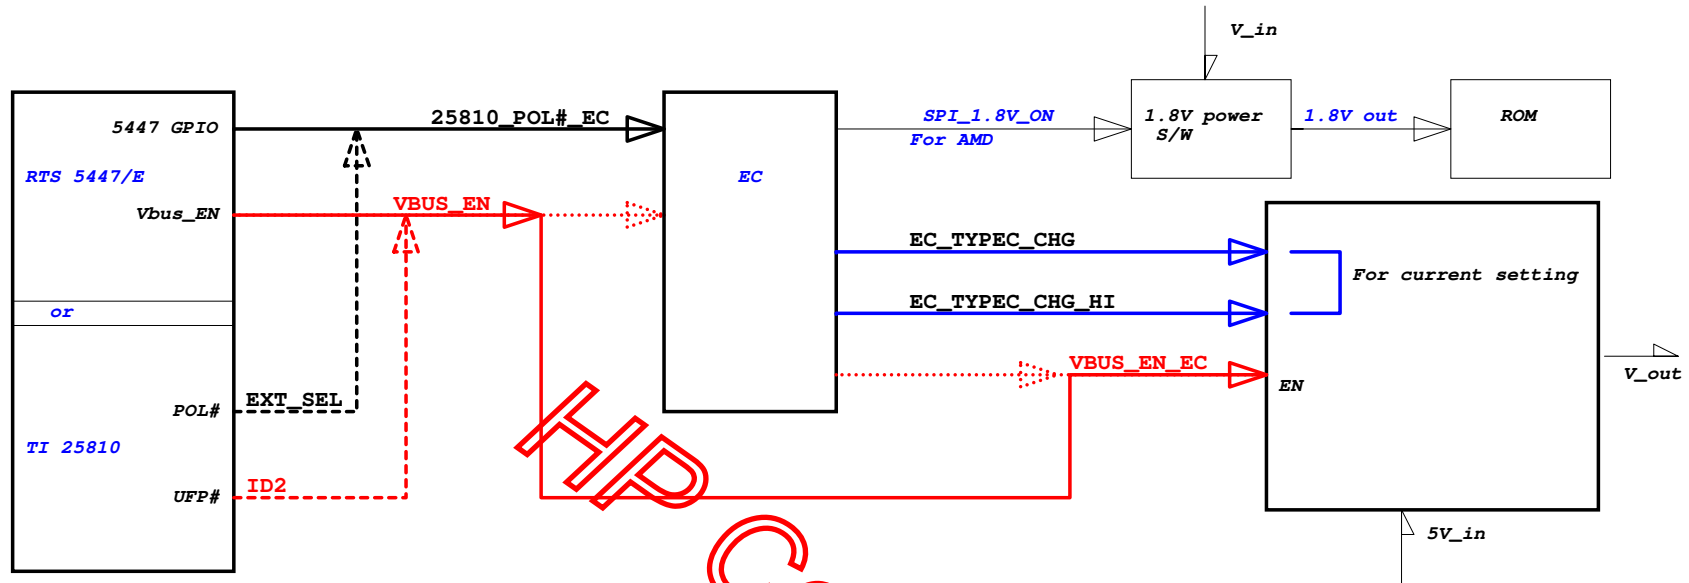 V_in
5447 GPIO
25810_POL#_EC
SPI_1.8V_ON
For AMD
1.8V power
S/W
1.8V out
ROM
RTS 5447/E
EC
Vbus_EN
VBUS_EN
EC_TYPEC_CHG
For current setting
or
EC_TYPEC_CHG_HI
VBUS_EN_EC
EN
V_out
POL#
EXT_SEL
TI 25810
UFP#
ID2
5V_in
HP C